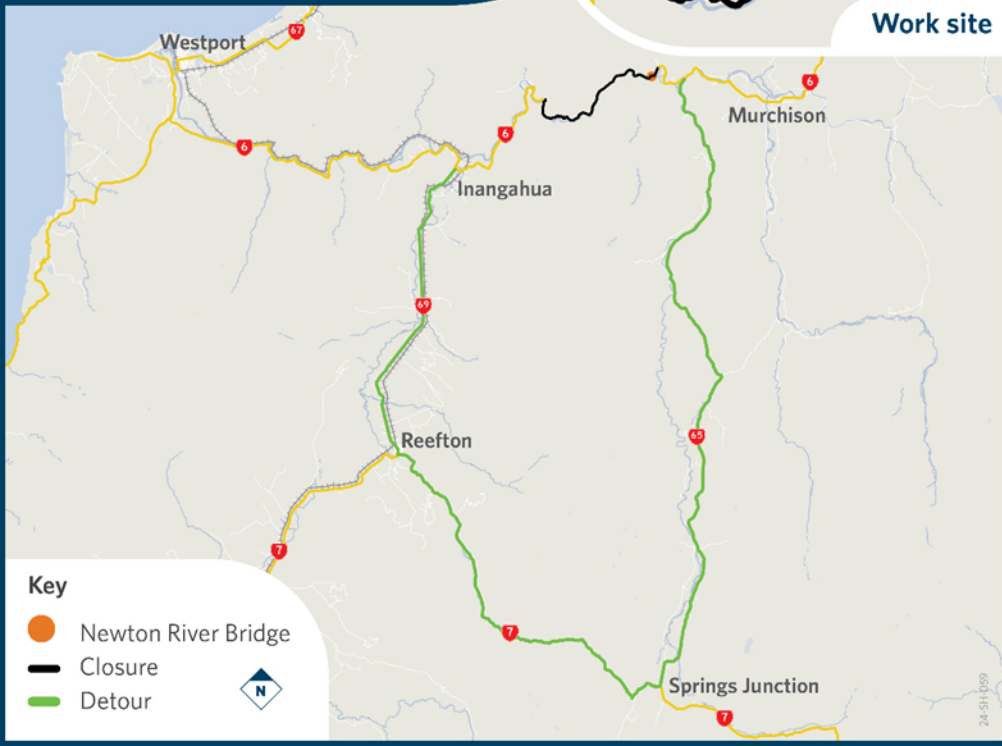 Work site
Westport
67
6
Murchison
6
6
Inangahua
69
Reefton
65
7
7
Springs Junction
7
Key
Newton River Bridge
Closure
Detour
N
24-SH-059